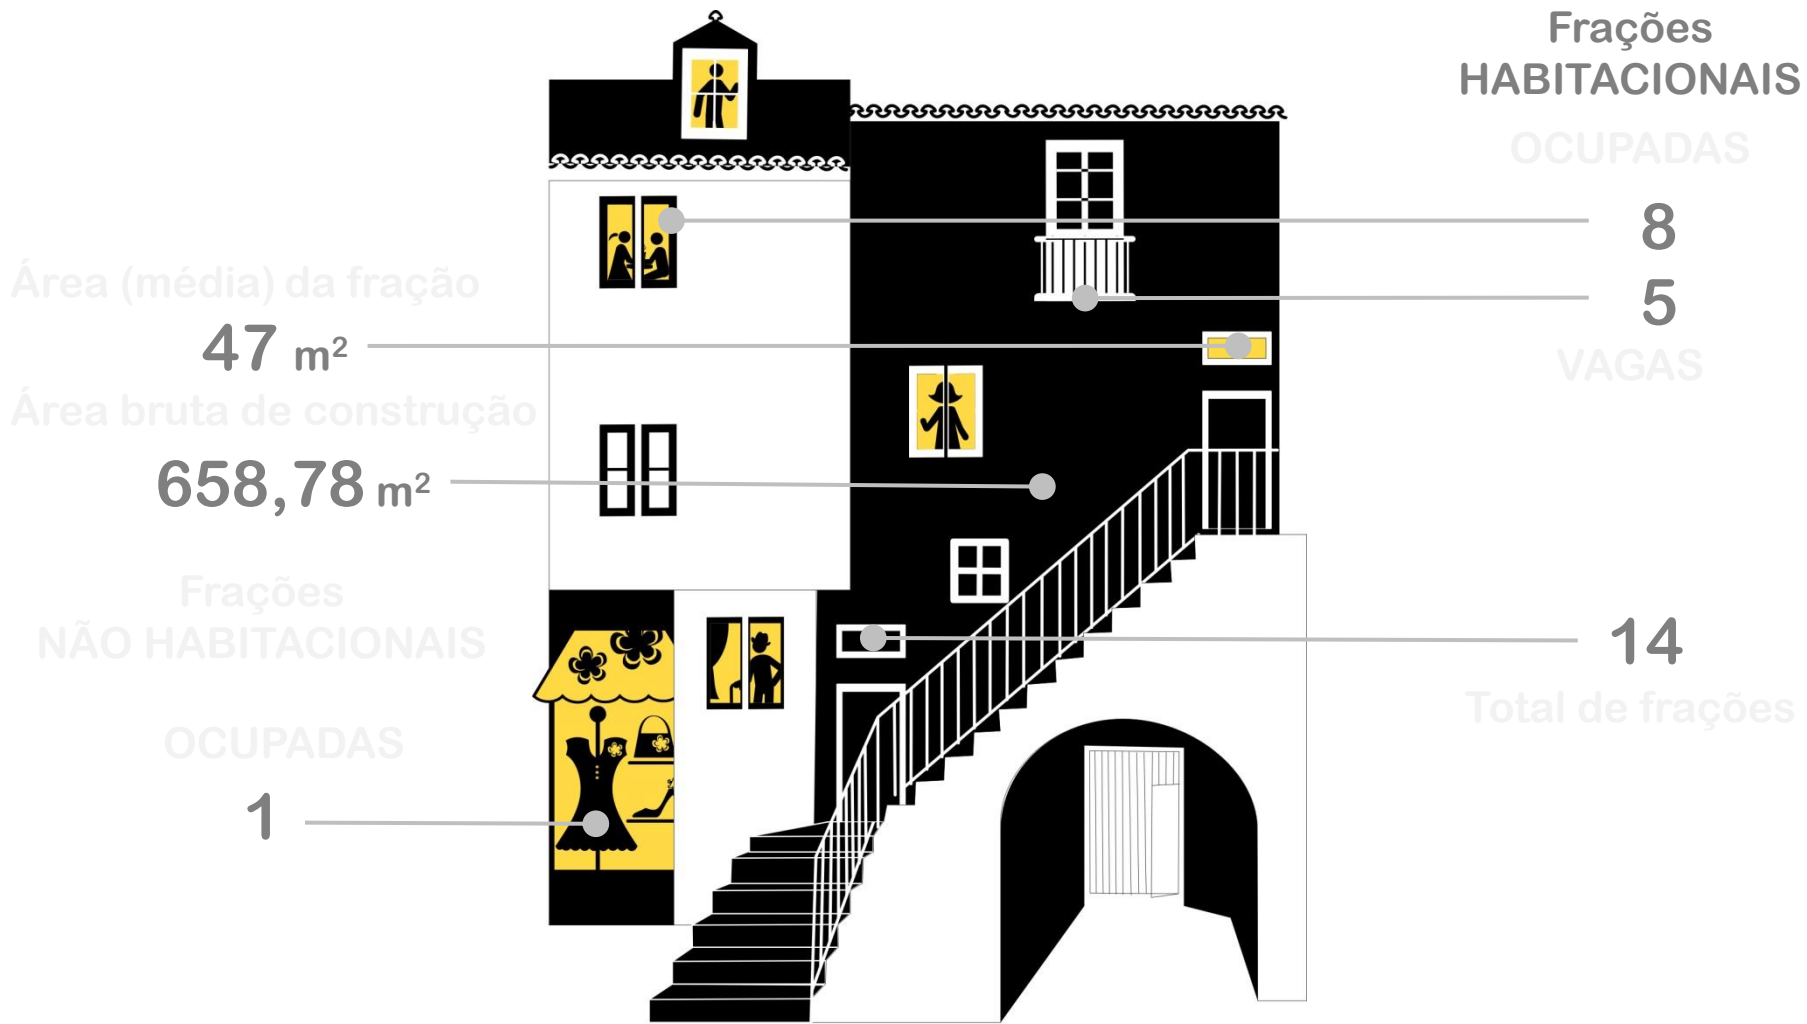 Frações
HABITACIONAIS
OCUPADAS
8
5
VAGAS
Área (média) da fração
47 m²
Área bruta de construção
658,78 m²
Frações
NÃO HABITACIONAIS
OCUPADAS
1
14
Total de frações